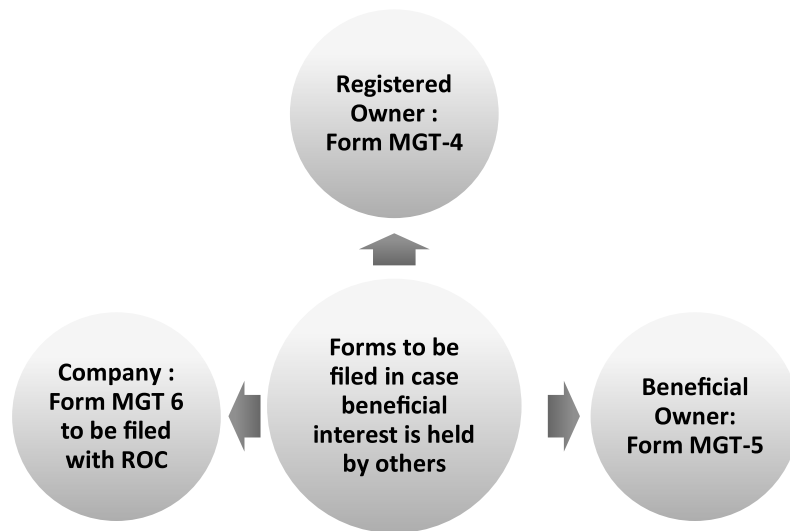 Registered
Owner :
Form MGT-4
Forms to be
filed in case
beneficial
interest is held
by others
Company :
Form MGT 6
to be filed
with ROC
Beneficial
Owner:
Form MGT-5